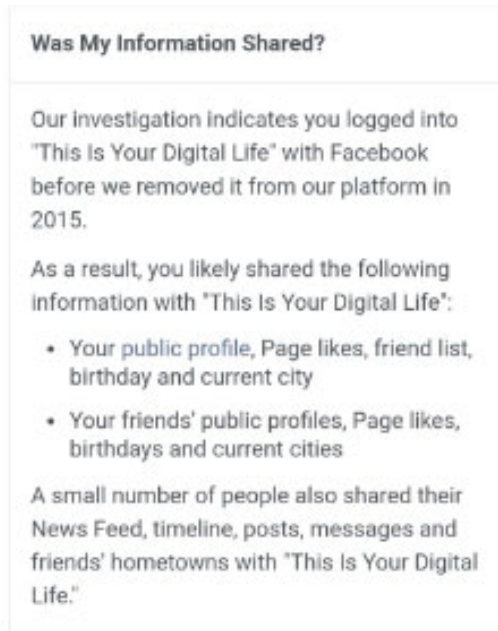 Was My Information Shared?
Our investigation indicates you logged into
"This Is Your Digital Life" with Facebook
before we removed it from our platform in
2015.
As a result, you likely shared the following
information with "This Is Your Digital Life":
• Your public profile, Page likes, friend list,
birthday and current city
• Your friends' public profiles, Page likes,
birthdays and current cities
A small number of people also shared their
News Feed, timeline, posts, messages and
friends' hometowns with "This Is Your Digital
Life."